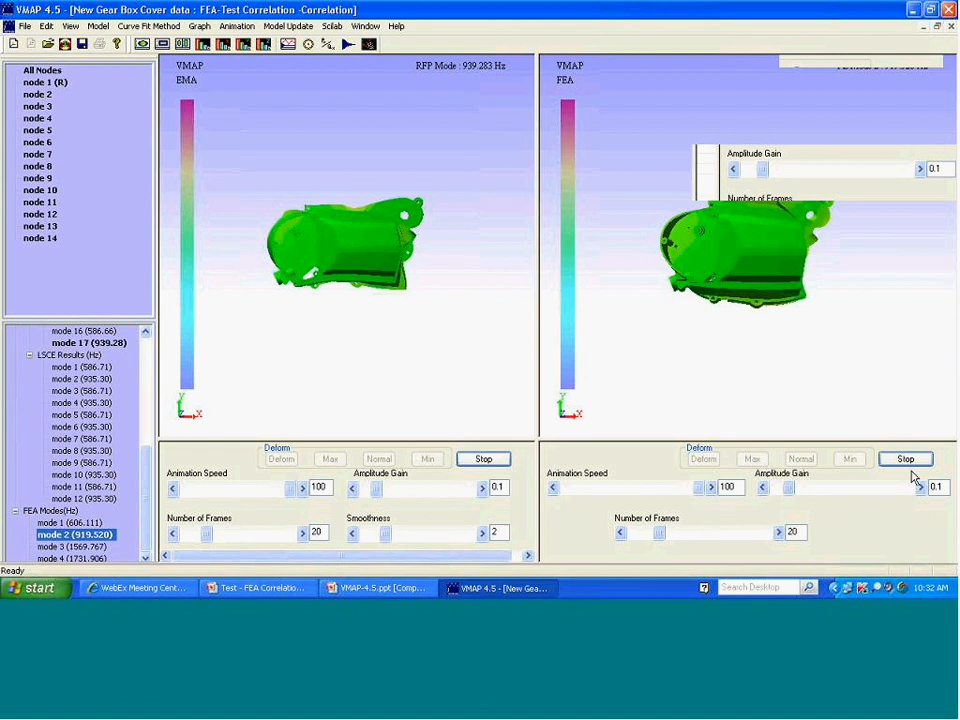 VMAP 4.5 - [New Gear Box Cover data : FEA-Test Correlation -Correlation]
File Edit View Model Curve Fit Method Graph Animation Model Update Scilab Window Help
All Nodes
node 1 (R)
node 2
node 3
node 4
node 5
node 6
node 7
node 8
node 9
node 10
node 11
node 12
node 13
node 14
mode 16 (586.66)
mode 17 (939.28)
LSCE Results (Hz)
mode 1 (586.71)
mode 2 (935.30)
mode 3 (586.71)
mode 4 (935.30)
mode 5 (586.71)
mode 6 (935.30)
mode 7 (586.71)
mode 8 (935.30)
mode 9 (586.71)
mode 10 (935.30)
mode 11 (586.71)
mode 12 (935.30)
FEA Modes(Hz)
mode 1 (606.111)
mode 2 (919.520)
mode 3 (1569.767)
mode 4 (1731.906)
VMAP RFP Mode : 939.283 Hz
EMA
Y
Z X
Deform
Deform Max Normal Min Stop
Animation Speed Amplitude Gain
100 0.1
Number of Frames Smoothness
20 2
VMAP
FEA
Amplitude Gain
0.1
Number of Frames
Y
Z X
Deform
Deform Max Normal Min Stop
Animation Speed Amplitude Gain
100 0.1
Number of Frames
20
Ready
start WebEx Meeting Cent... Test - FEA Correlatio... VMAP-4.5.ppt [Comp... VMAP 4.5 - [New Gea... Search Desktop 10:32 AM